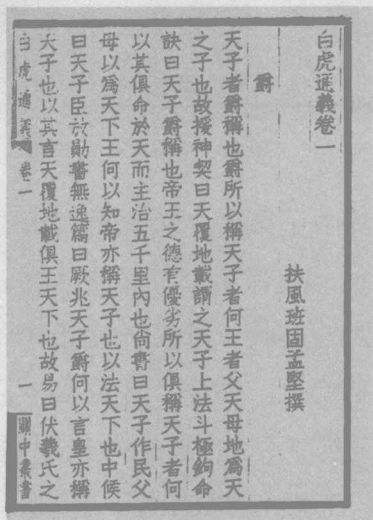 白虎通義卷一
扶風班固孟堅撰
爵
天子者爵稱也爵所以稱天子者何王者父天母地爲天
之子也故援神契曰天覆地載謂之天子上法斗極鉤命
訣曰天子爵稱也帝王之德有優劣所以俱稱天子者何
以其俱命於天而主治五千里內也尚書曰天子作民父
母以爲天下王何以知帝亦稱天子也以法天下也中候
曰天子臣放勛書無逸篇曰厥兆天子爵何以言皇亦稱
天子也以其言天覆地載俱王天下也故易曰伏羲氏之
白虎通義 卷一 一 關中叢書